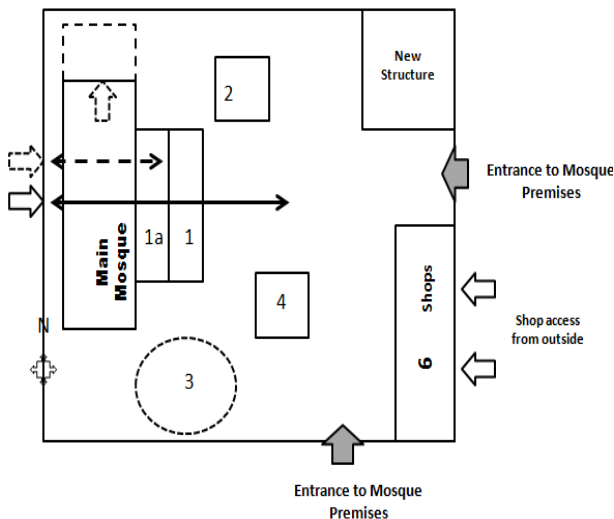 New
Structure
2
Entrance to Mosque
Premises
1a
1
Main
Mosque
4
Shops
6
Shop access
from outside
N
3
Entrance to Mosque
Premises